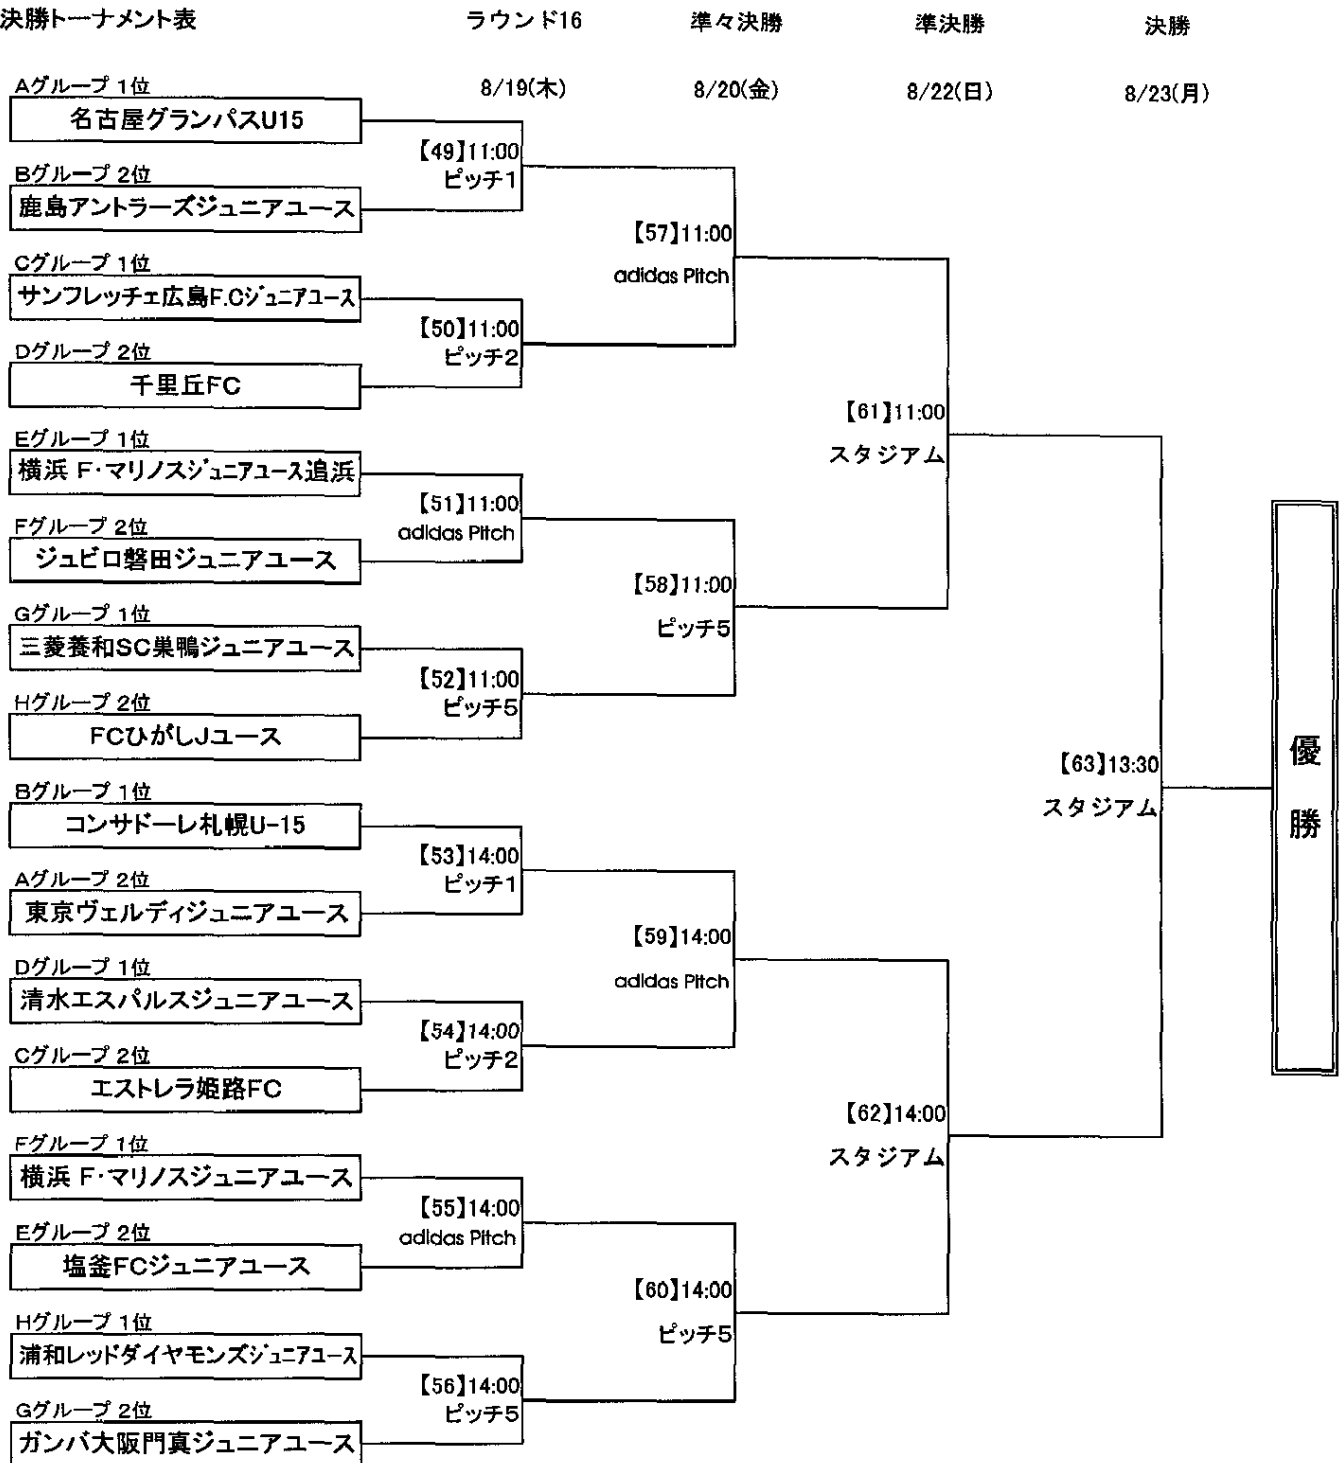 決勝トーナメント表 ラウンド16 準々決勝 準決勝 決勝
8/19(木) 8/20(金) 8/22(日) 8/23(月)
Aグループ 1位
名古屋グランパスU15
【49】11:00
ピッチ1
Bグループ 2位
鹿島アントラーズジュニアユース
【57】11:00
adidas Pitch
Cグループ 1位
サンフレッチェ広島F.Cジュニアユース
【50】11:00
ピッチ2
Dグループ 2位
千里丘FC
【61】11:00
スタジアム
Eグループ 1位
横浜 F・マリノスジュニアユース追浜
【51】11:00
adidas Pitch
Fグループ 2位
ジュビロ磐田ジュニアユース
【58】11:00
ピッチ5
Gグループ 1位
三菱養和SC巣鴨ジュニアユース
【52】11:00
ピッチ5
Hグループ 2位
FCひがしJユース
【63】13:30
スタジアム
優勝
Bグループ 1位
コンサドーレ札幌U-15
【53】14:00
ピッチ1
Aグループ 2位
東京ヴェルディジュニアユース
【59】14:00
adidas Pitch
Dグループ 1位
清水エスパルスジュニアユース
【54】14:00
ピッチ2
Cグループ 2位
エストレラ姫路FC
【62】14:00
スタジアム
Fグループ 1位
横浜 F・マリノスジュニアユース
【55】14:00
adidas Pitch
Eグループ 2位
塩釜FCジュニアユース
【60】14:00
ピッチ5
Hグループ 1位
浦和レッドダイヤモンズジュニアユース
【56】14:00
ピッチ5
Gグループ 2位
ガンバ大阪門真ジュニアユース